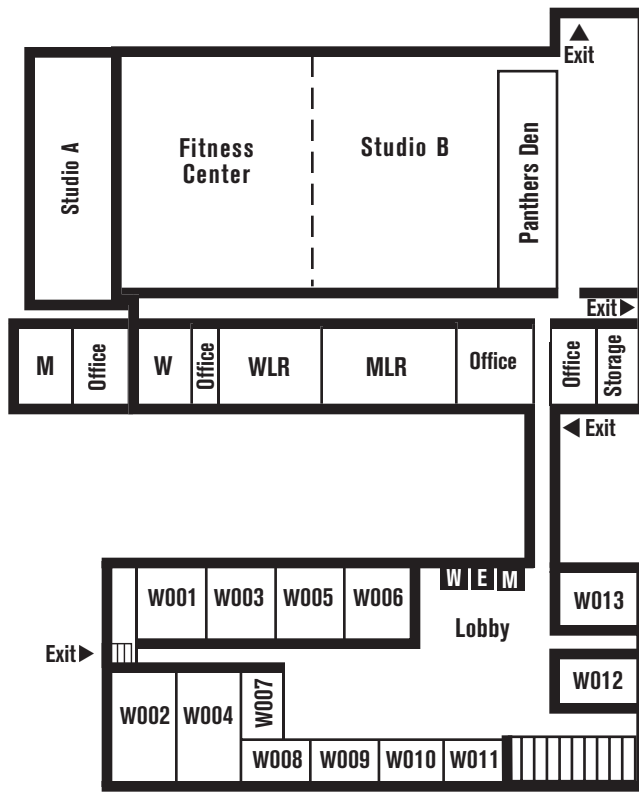 Exit
Studio A
Fitness
Center
Studio B
Panthers Den
Exit
M
Office
W
Office
WLR
MLR
Office
Office
Storage
Exit
W E M
W001
W003
W005
W006
Lobby
W013
Exit
W012
W002
W004
W007
W008
W009
W010
W011